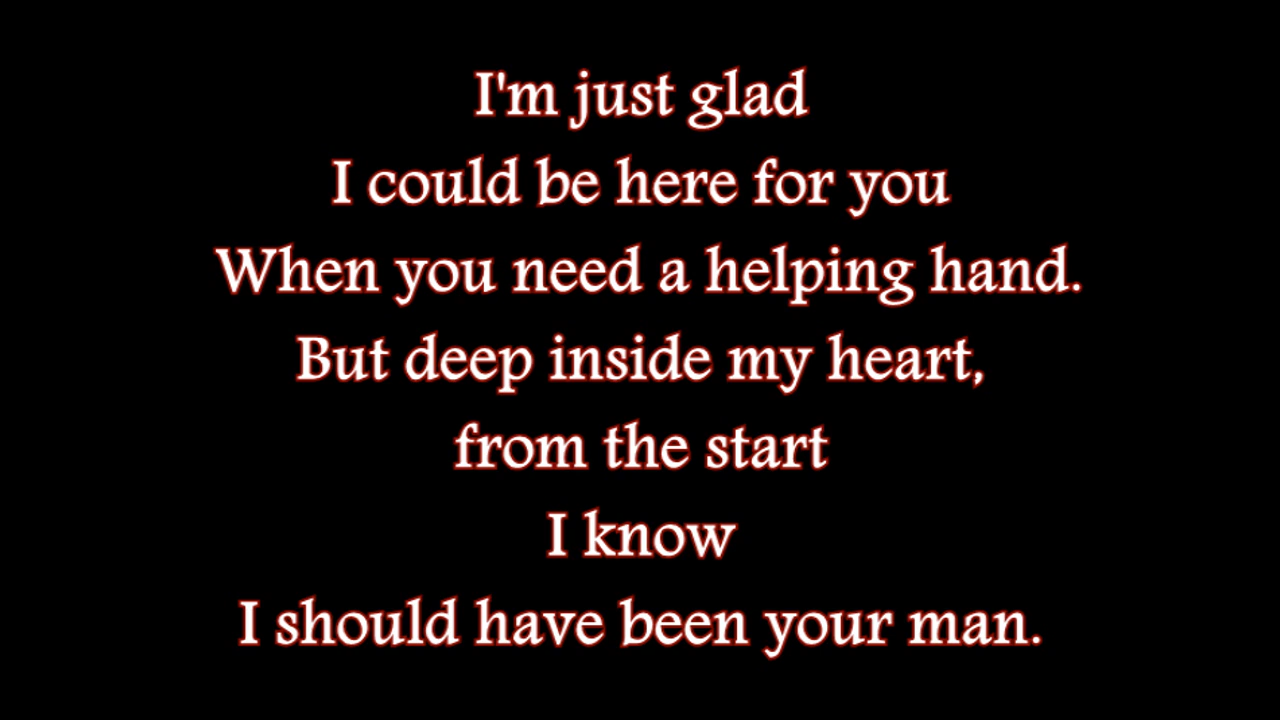 I'm just glad
I could be here for you
When you need a helping hand.
But deep inside my heart,
from the start
I know
I should have been your man.